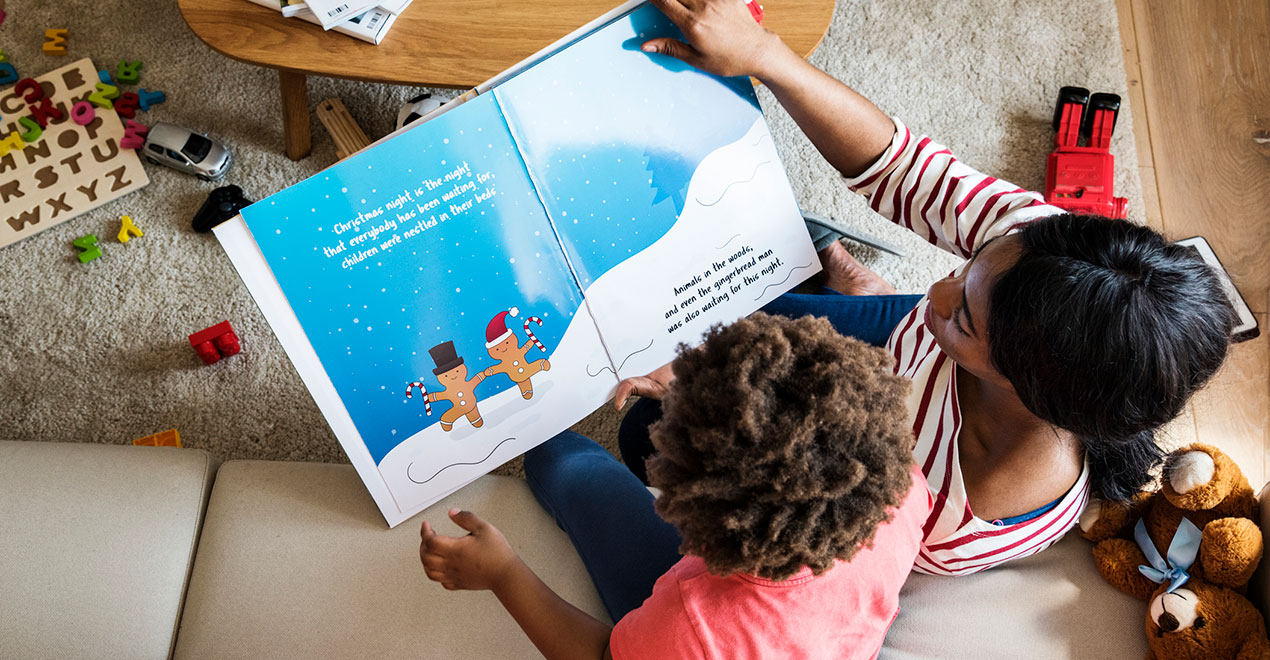 Christmas night is the night
that everybody has been waiting for,
children were nestled in their beds
Animals in the woods,
and even the gingerbread man
was also waiting for this night.
D E
N O P
R S T U
W X Y Z